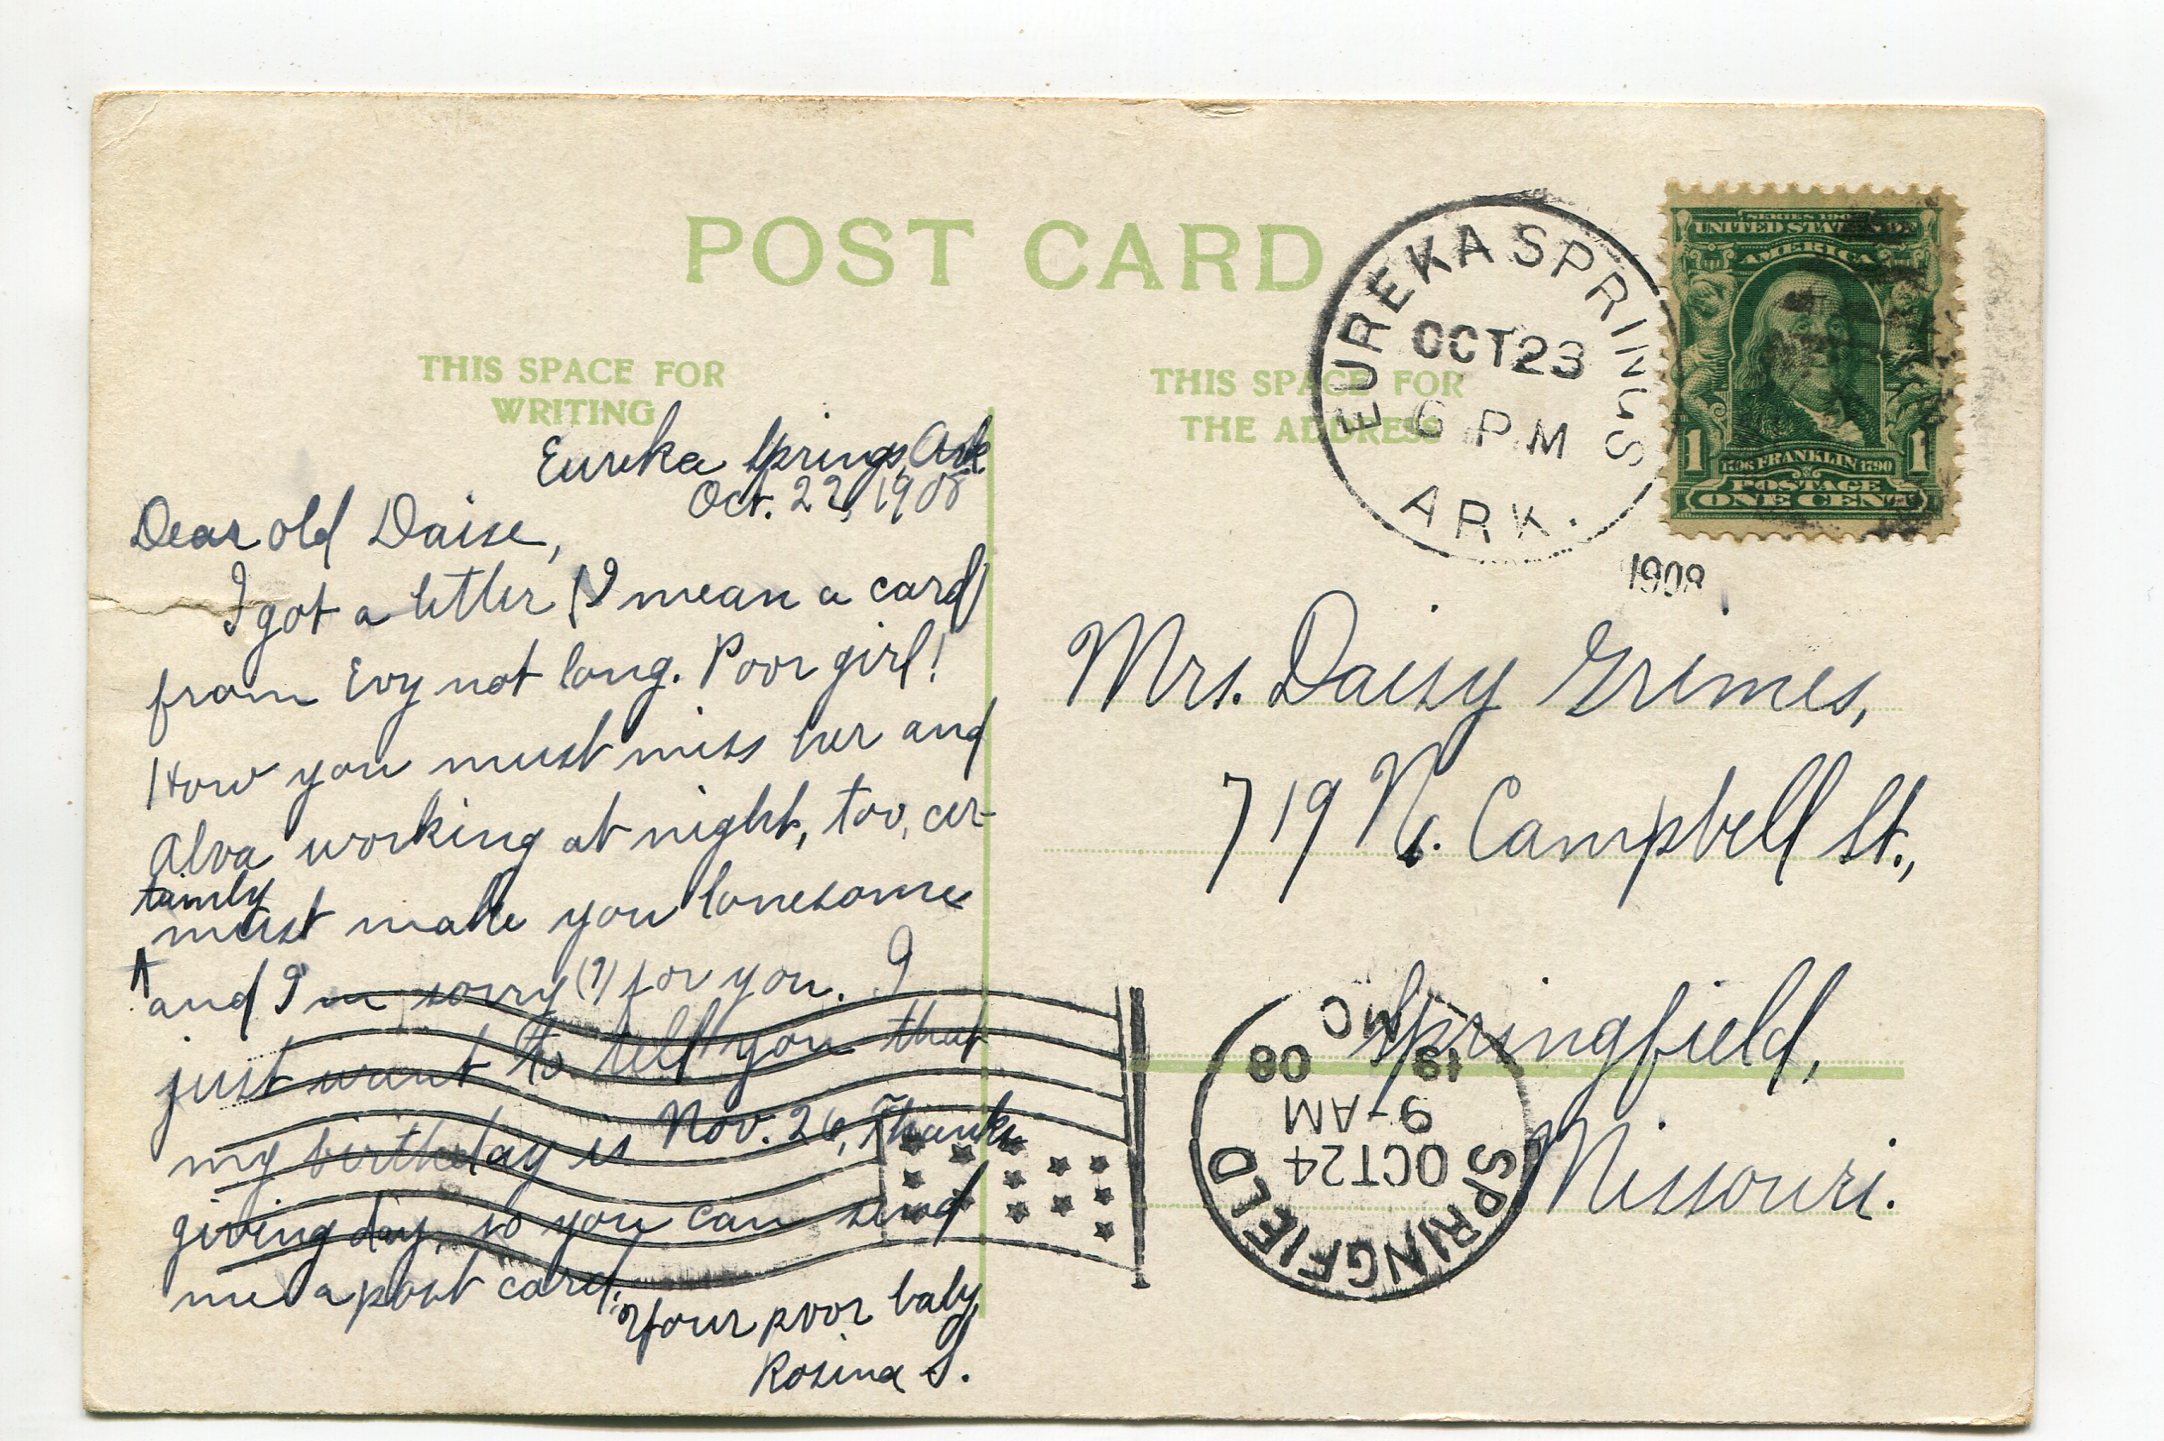 POST CARD
THIS SPACE FOR
WRITING
THIS SPACE FOR
THE ADDRESS
EUREKA SPRINGS
OCT 23
6 PM
ARK.
1908
UNITED STATES
AMERICA
1 1
1706 FRANKLIN 1790
POSTAGE
ONE CENT
Eureka Springs, Ark
Oct. 22, 1908
Dear old Daise,
I got a letter (I mean a card)
from Evy not long. Poor girl!
How you must miss her and
Alva working at night, too, cer-
tainly
must make you lonesome
and I'm sorry (?) for you. I
just want to tell you that
my birthday is Nov. 26, Thanks
giving day, so you can send
me a post card.
Your poor baby,
Rosina S.
Mrs. Daisy Grimes,
719 N. Campbell St.,
Springfield,
Missouri.
SPRINGFIELD
OCT 24
9-AM
19 08